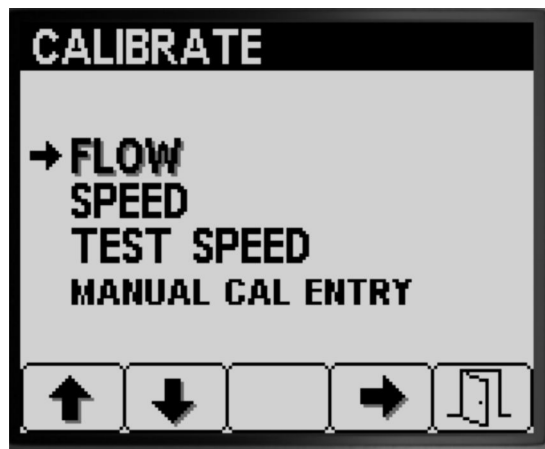 CALIBRATE
FLOW
SPEED
TEST SPEED
MANUAL CAL ENTRY